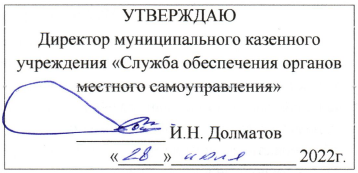 УТВЕРЖДАЮ
Директор муниципального казенного
учреждения «Служба обеспечения органов
местного самоуправления»
И.Н. Долматов
«28» июля 2022г.